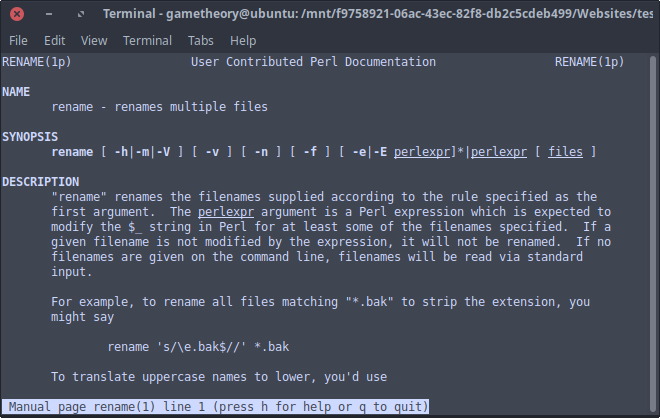 Terminal - gametheory@ubuntu: /mnt/f9758921-06ac-43ec-82f8-db2c5cdeb499/Websites/tes
File Edit View Terminal Tabs Help
RENAME(1p) User Contributed Perl Documentation RENAME(1p)
NAME
rename - renames multiple files
SYNOPSIS
rename [ -h|-m|-V ] [ -v ] [ -n ] [ -f ] [ -e|-E perlexpr]*|perlexpr [ files ]
DESCRIPTION
"rename" renames the filenames supplied according to the rule specified as the
first argument. The perlexpr argument is a Perl expression which is expected to
modify the $_ string in Perl for at least some of the filenames specified. If a
given filename is not modified by the expression, it will not be renamed. If no
filenames are given on the command line, filenames will be read via standard
input.
For example, to rename all files matching "*.bak" to strip the extension, you
might say
rename 's/\e.bak$//' *.bak
To translate uppercase names to lower, you'd use
Manual page rename(1) line 1 (press h for help or q to quit)